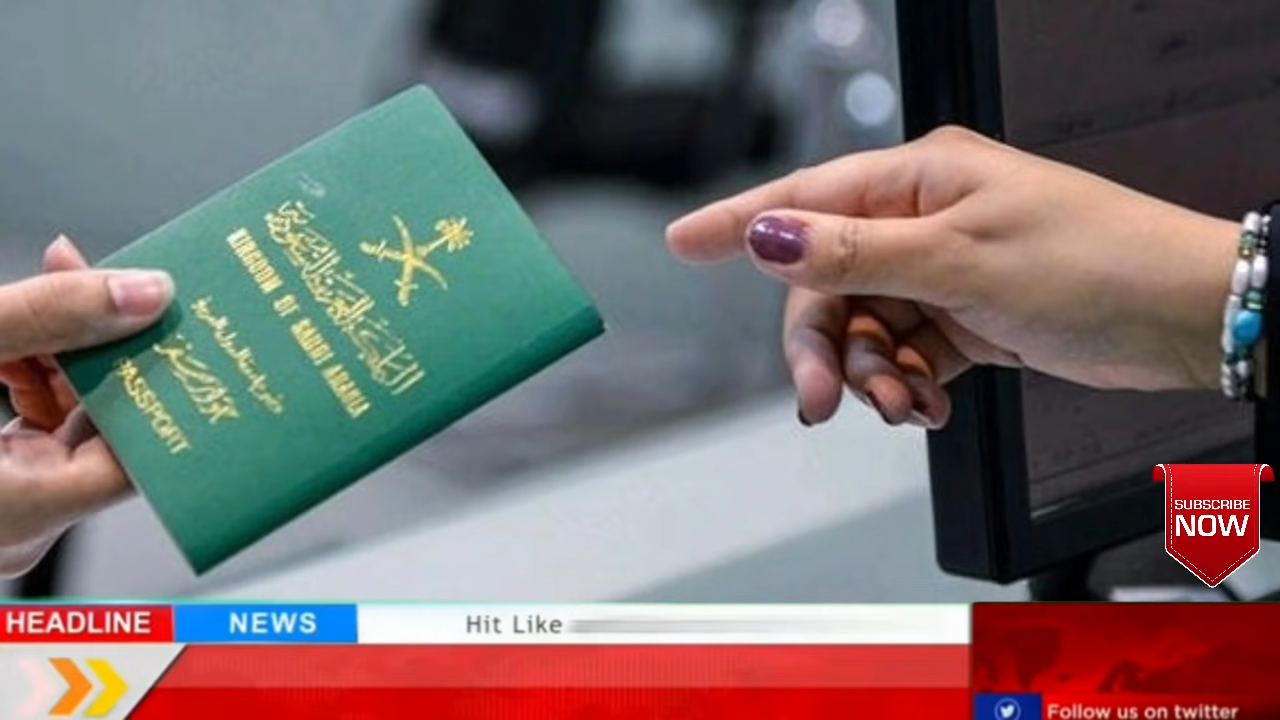 المملكة العربية السعودية
KINGDOM OF SAUDI ARABIA
جواز سفر
PASSPORT
SUBSCRIBE
NOW
HEADLINE
NEWS
Hit Like
Follow us on twitter